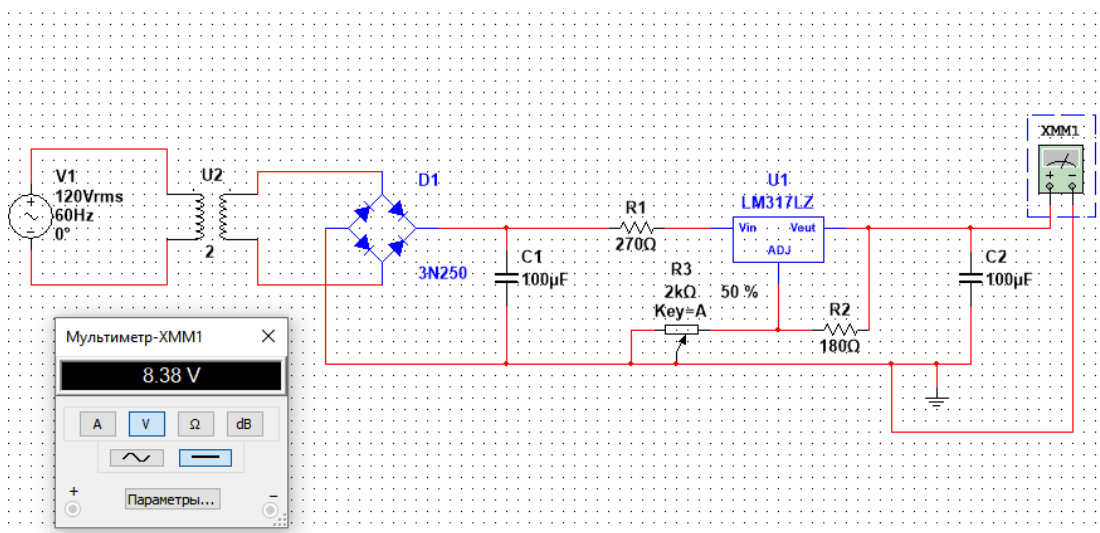 XMM1
V1
120Vrms
60Hz
0°
U2
2
D1
3N250
C1
100µF
R1
270Ω
U1
LM317LZ
Vin
Vout
ADJ
R3
2kΩ
50 %
Key=A
R2
180Ω
C2
100µF
Мультиметр-XMM1
8.38 V
A
V
Ω
dB
Параметры...